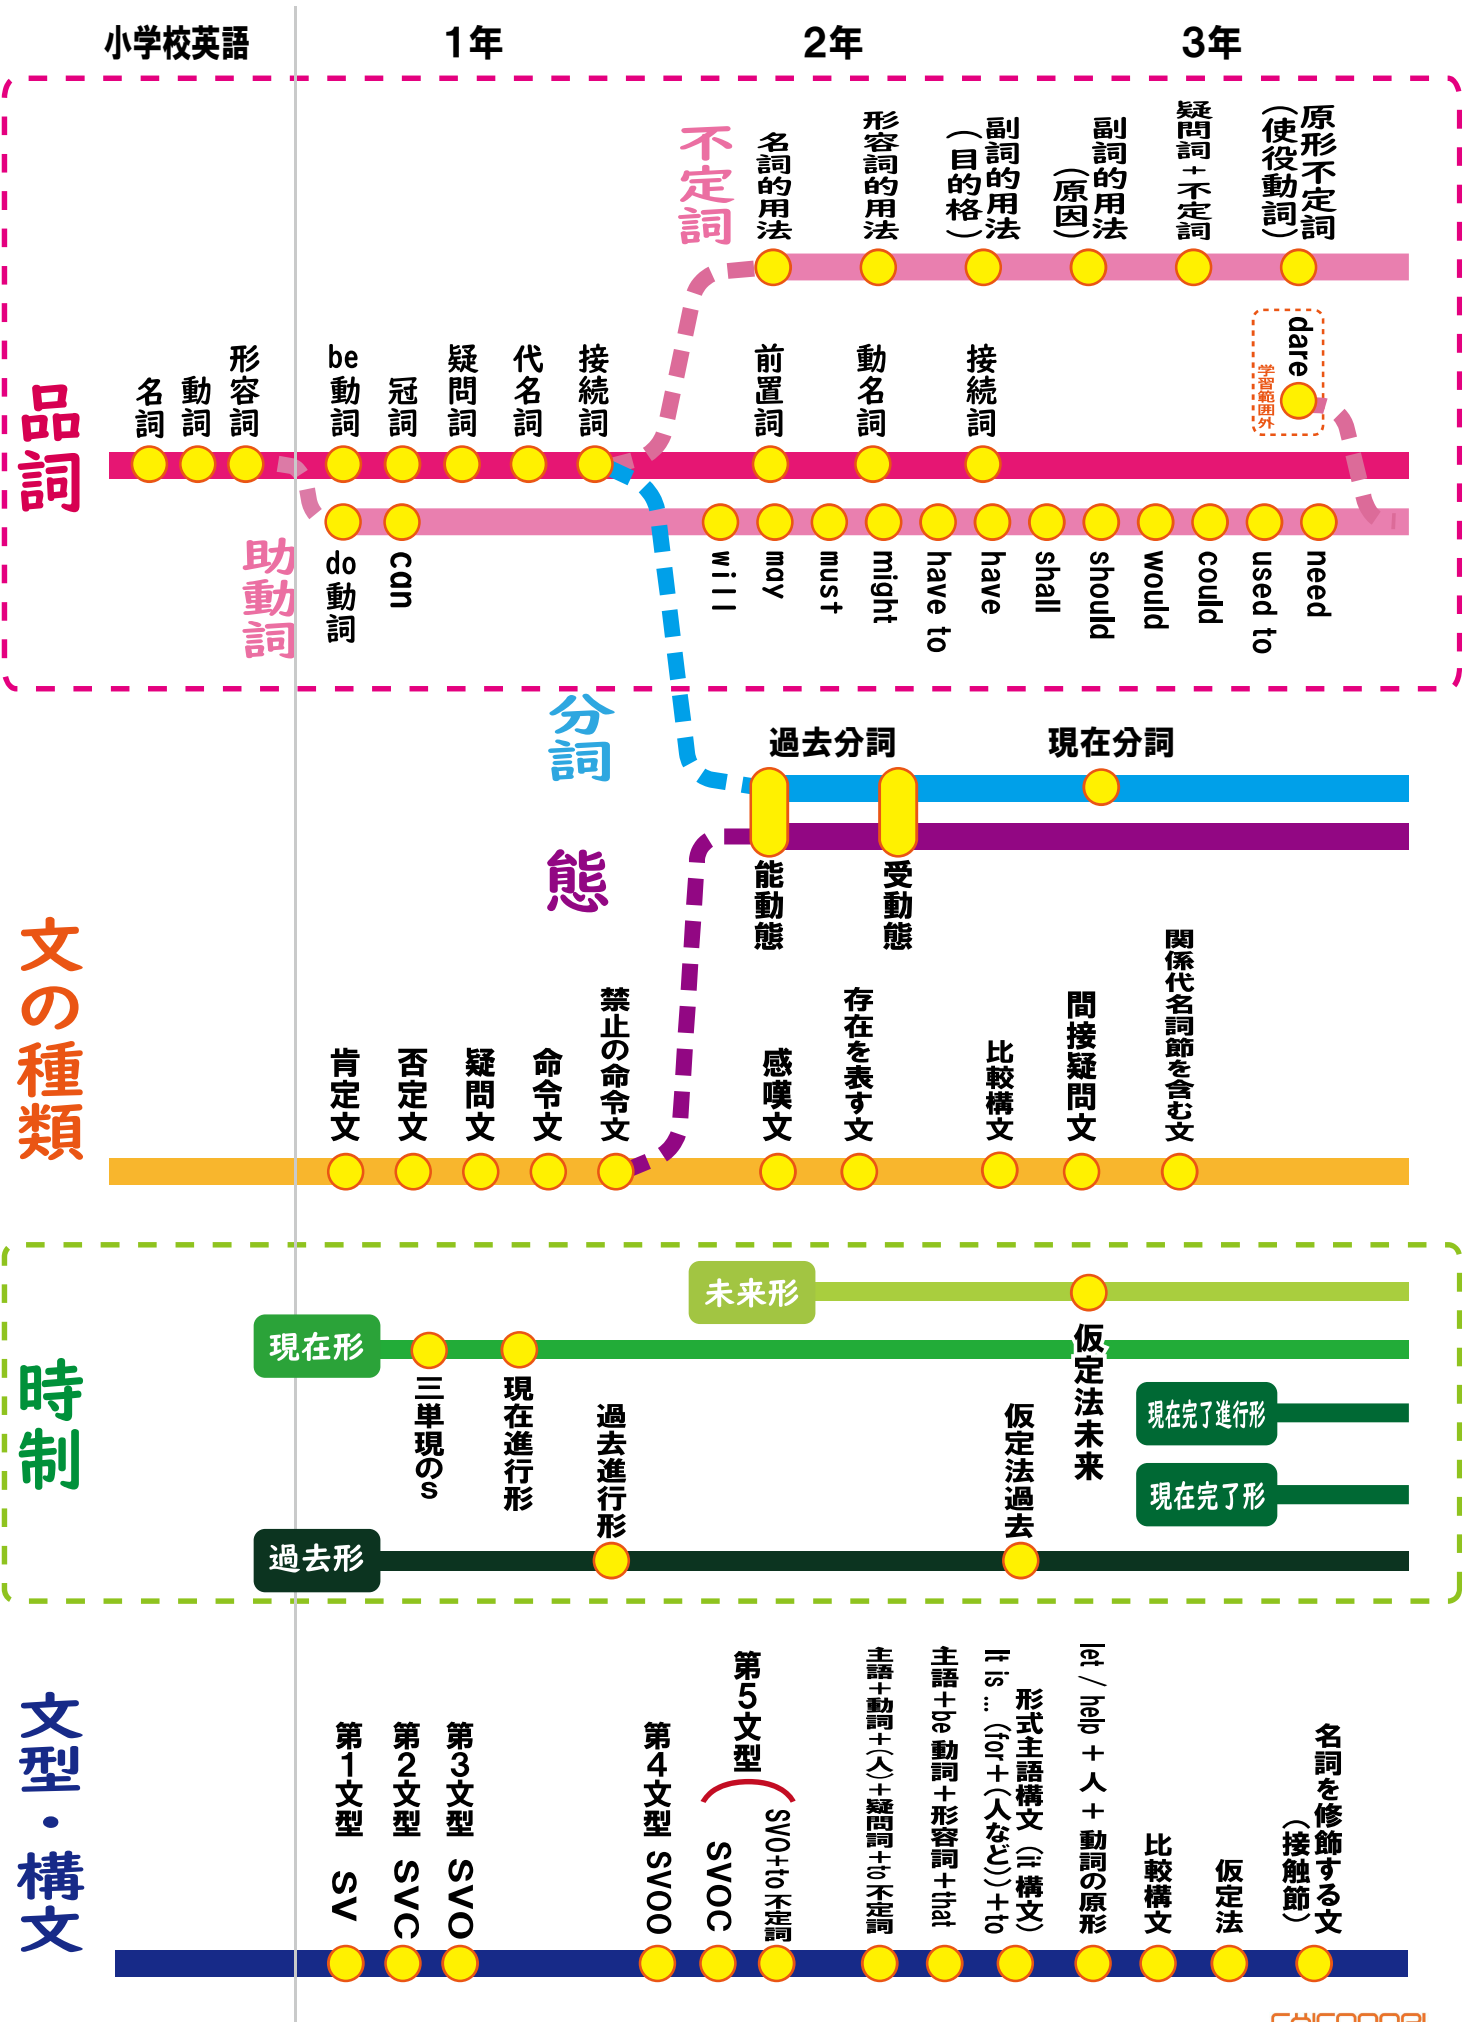 小学校英語
1年
2年
3年
品詞
不定詞
名詞的用法
形容詞的用法
副詞的用法
(目的格)
副詞的用法
(原因)
疑問詞+不定詞
原形不定詞
(使役動詞)
dare
学習範囲外
名詞
動詞
形容詞
be動詞
冠詞
疑問詞
代名詞
接続詞
前置詞
動名詞
接続詞
助動詞
do動詞
can
will
may
must
might
have to
have
shall
should
would
could
used to
need
分詞
過去分詞
現在分詞
態
能動態
受動態
文の種類
肯定文
否定文
疑問文
命令文
禁止の命令文
感嘆文
存在を表す文
比較構文
間接疑問文
関係代名詞節を含む文
時制
未来形
現在形
三単現のs
現在進行形
過去進行形
仮定法過去
仮定法未来
現在完了進行形
現在完了形
過去形
文型・構文
第1文型 SV
第2文型 SVC
第3文型 SVO
第4文型 SVOO
第5文型
SVOC
SVO+to不定詞
主語+動詞+(人)+疑問詞+to不定詞
主語+be動詞+形容詞+that
形式主語構文(it構文)
It is ...(for+(人など))+to
let / help + 人 + 動詞の原形
比較構文
仮定法
名詞を修飾する文
(接触節)